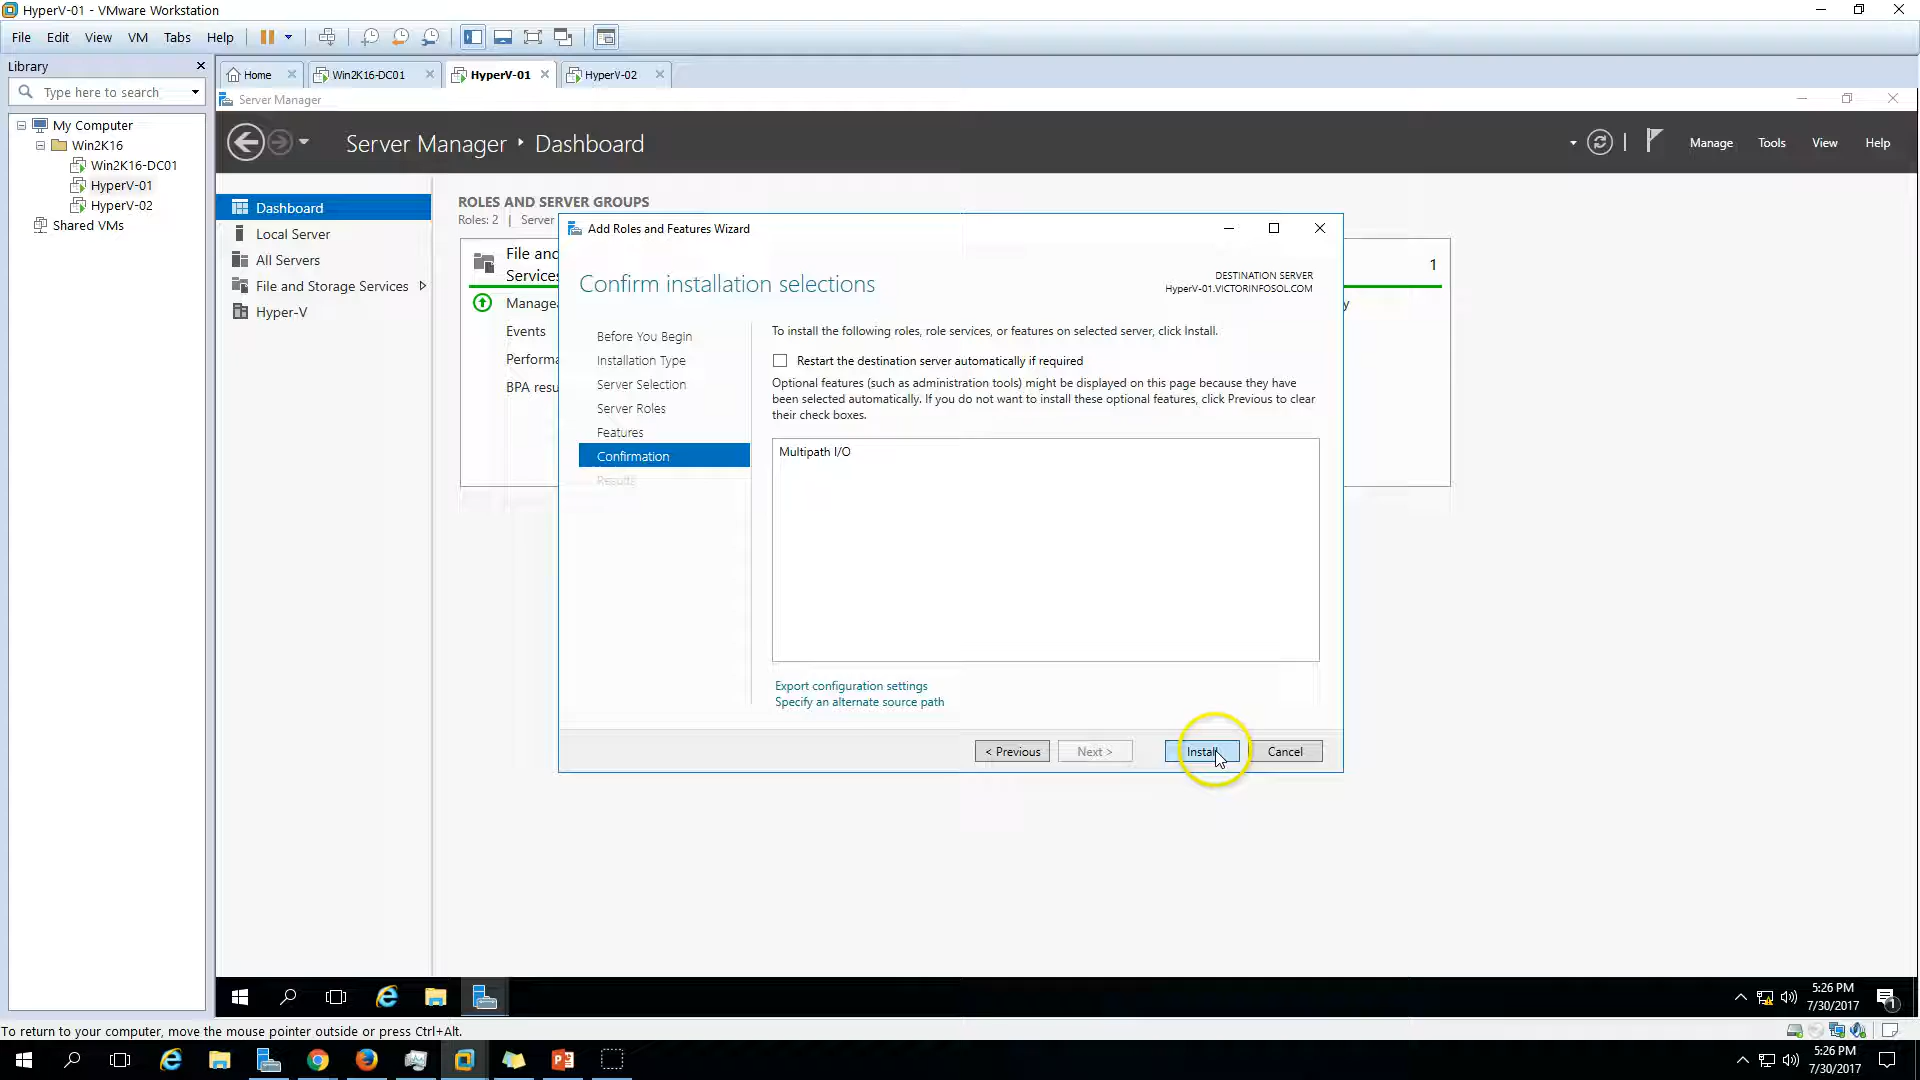 HyperV-01 - VMware Workstation
File Edit View VM Tabs Help
Library
Type here to search
My Computer
Win2K16
Win2K16-DC01
HyperV-01
HyperV-02
Shared VMs
Home
Win2K16-DC01
HyperV-01
HyperV-02
Server Manager
Server Manager
Dashboard
Manage
Tools
View
Help
Dashboard
Local Server
All Servers
File and Storage Services
Hyper-V
ROLES AND SERVER GROUPS
Roles: 2 | Server
File and
Services
1
Manage
Events
Performa
BPA resu
y
Add Roles and Features Wizard
Confirm installation selections
DESTINATION SERVER
HyperV-01.VICTORINFOSOL.COM
Before You Begin
Installation Type
Server Selection
Server Roles
Features
Confirmation
Results
To install the following roles, role services, or features on selected server, click Install.
Restart the destination server automatically if required
Optional features (such as administration tools) might be displayed on this page because they have
been selected automatically. If you do not want to install these optional features, click Previous to clear
their check boxes.
Multipath I/O
Export configuration settings
Specify an alternate source path
< Previous
Next >
Install
Cancel
5:26 PM
7/30/2017
1
To return to your computer, move the mouse pointer outside or press Ctrl+Alt.
5:26 PM
7/30/2017